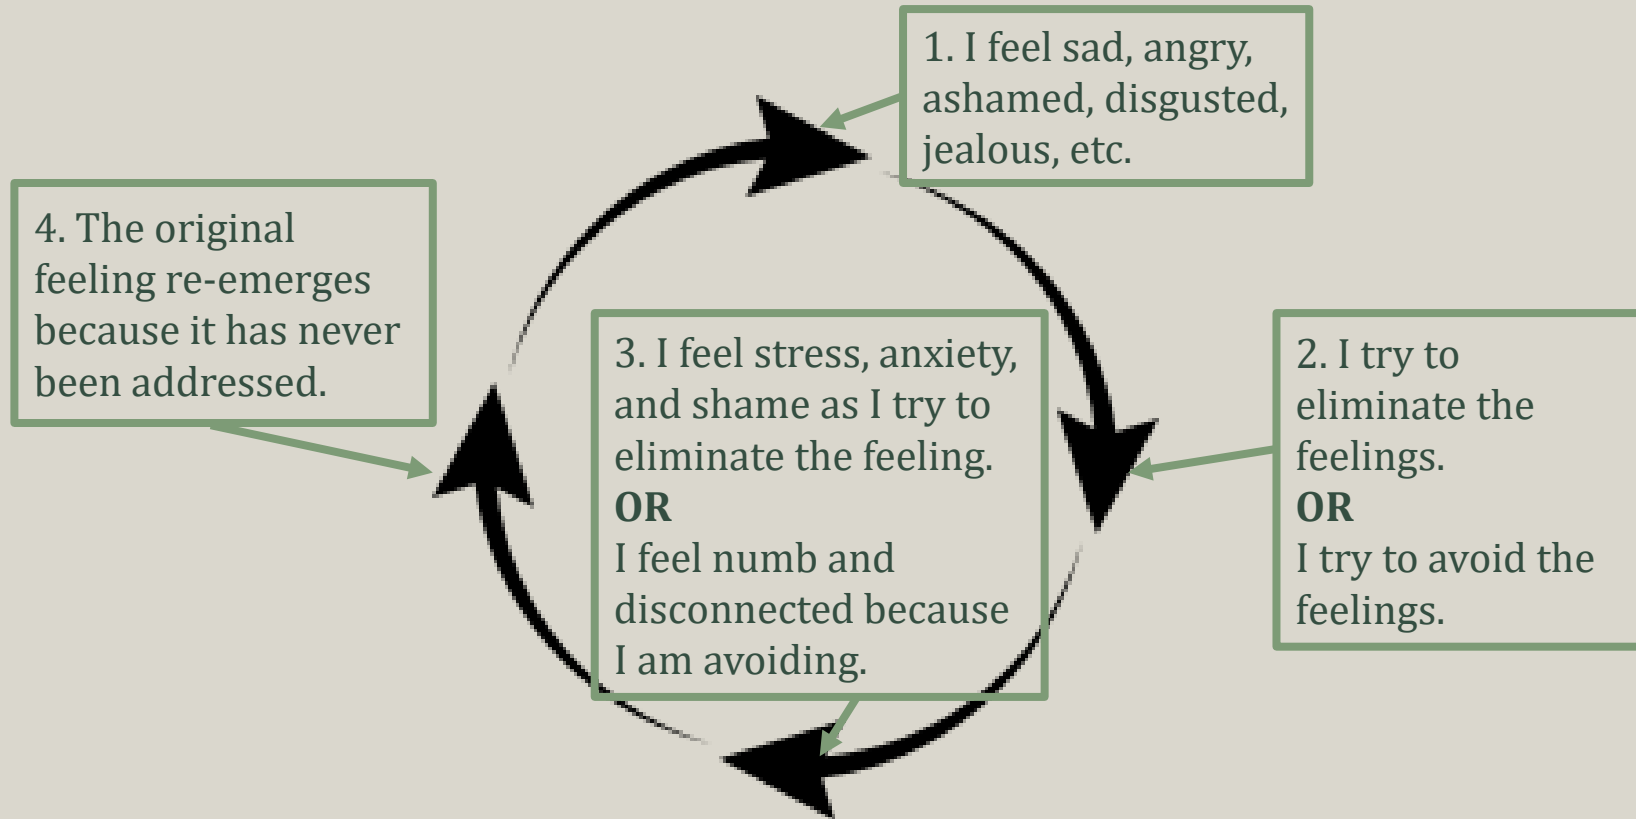 1. I feel sad, angry,
ashamed, disgusted,
jealous, etc.
2. I try to
eliminate the
feelings.
OR
I try to avoid the
feelings.
3. I feel stress, anxiety,
and shame as I try to
eliminate the feeling.
OR
I feel numb and
disconnected because
I am avoiding.
4. The original
feeling re-emerges
because it has never
been addressed.